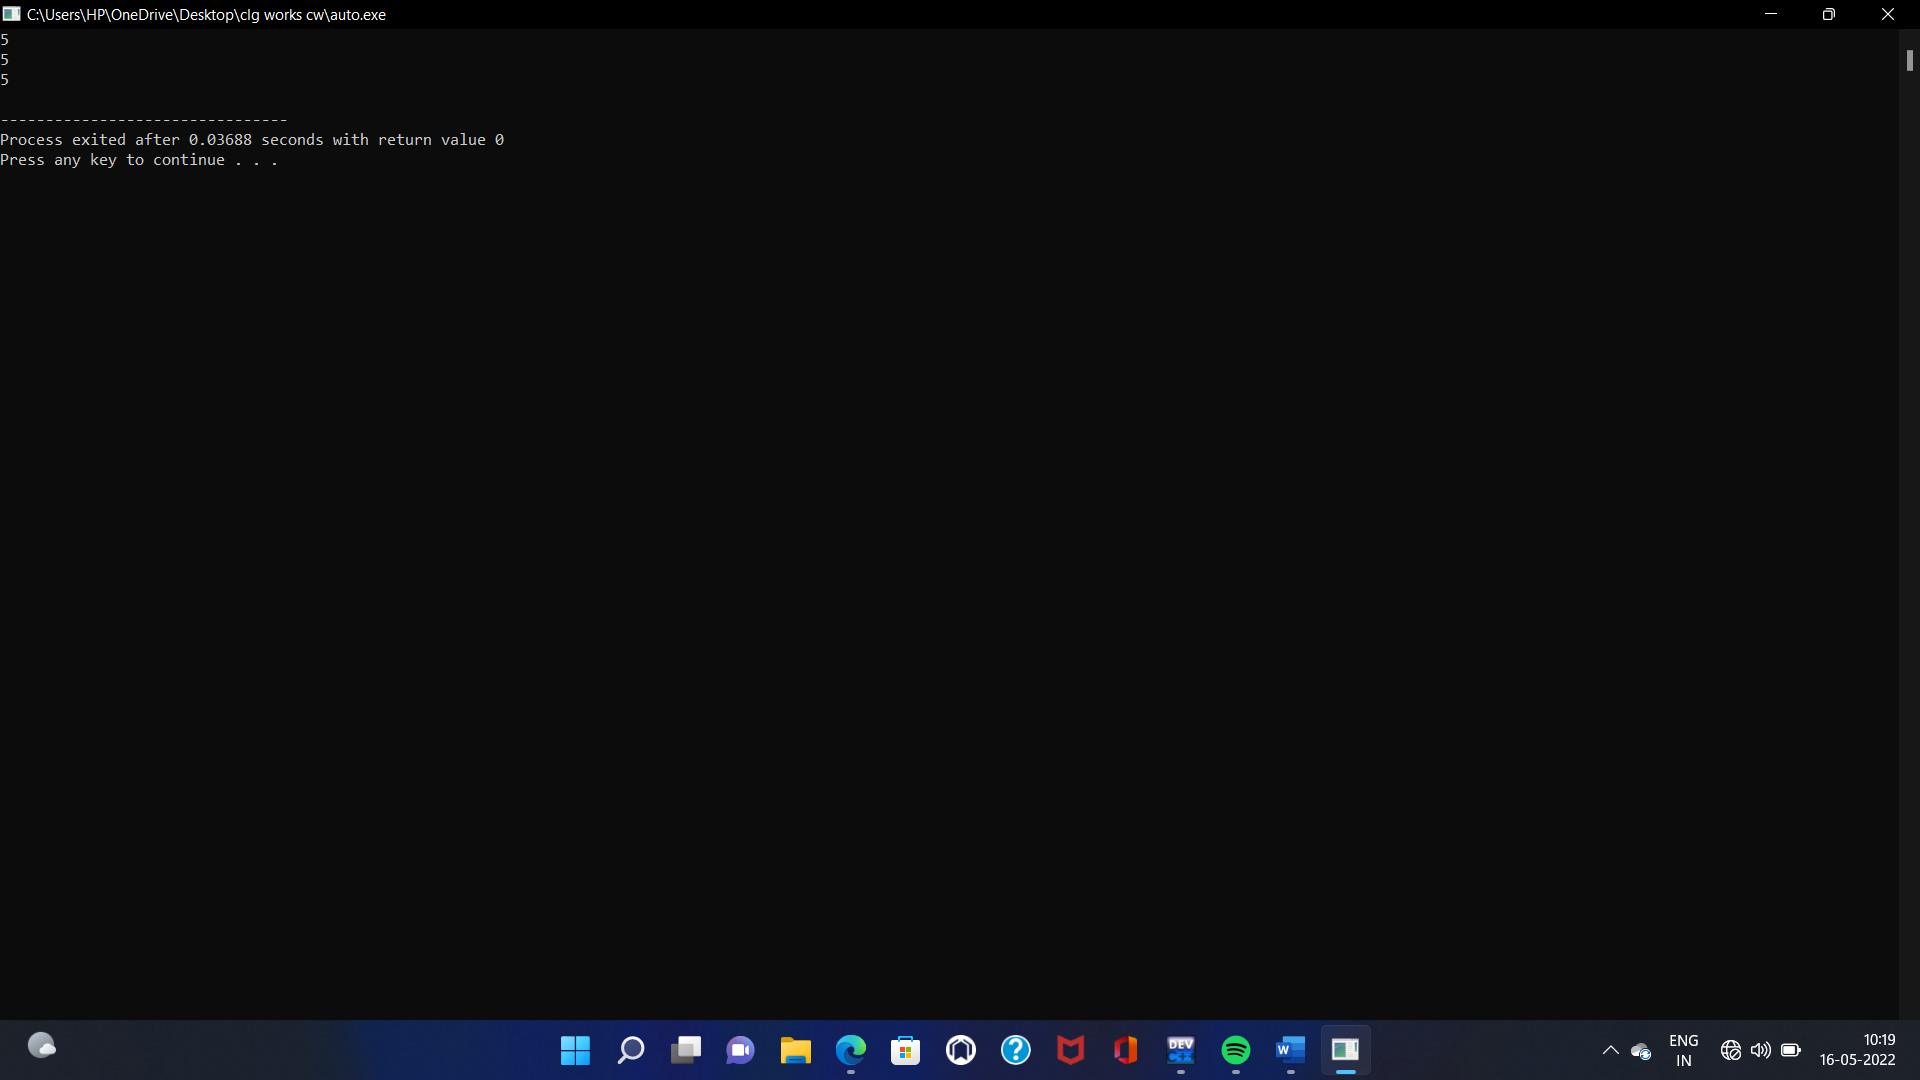 C:\Users\HP\OneDrive\Desktop\clg works cw\auto.exe
5
5
5
--------------------------------
Process exited after 0.03688 seconds with return value 0
Press any key to continue . . .
DEV
C++
W
ENG
IN
10:19
16-05-2022